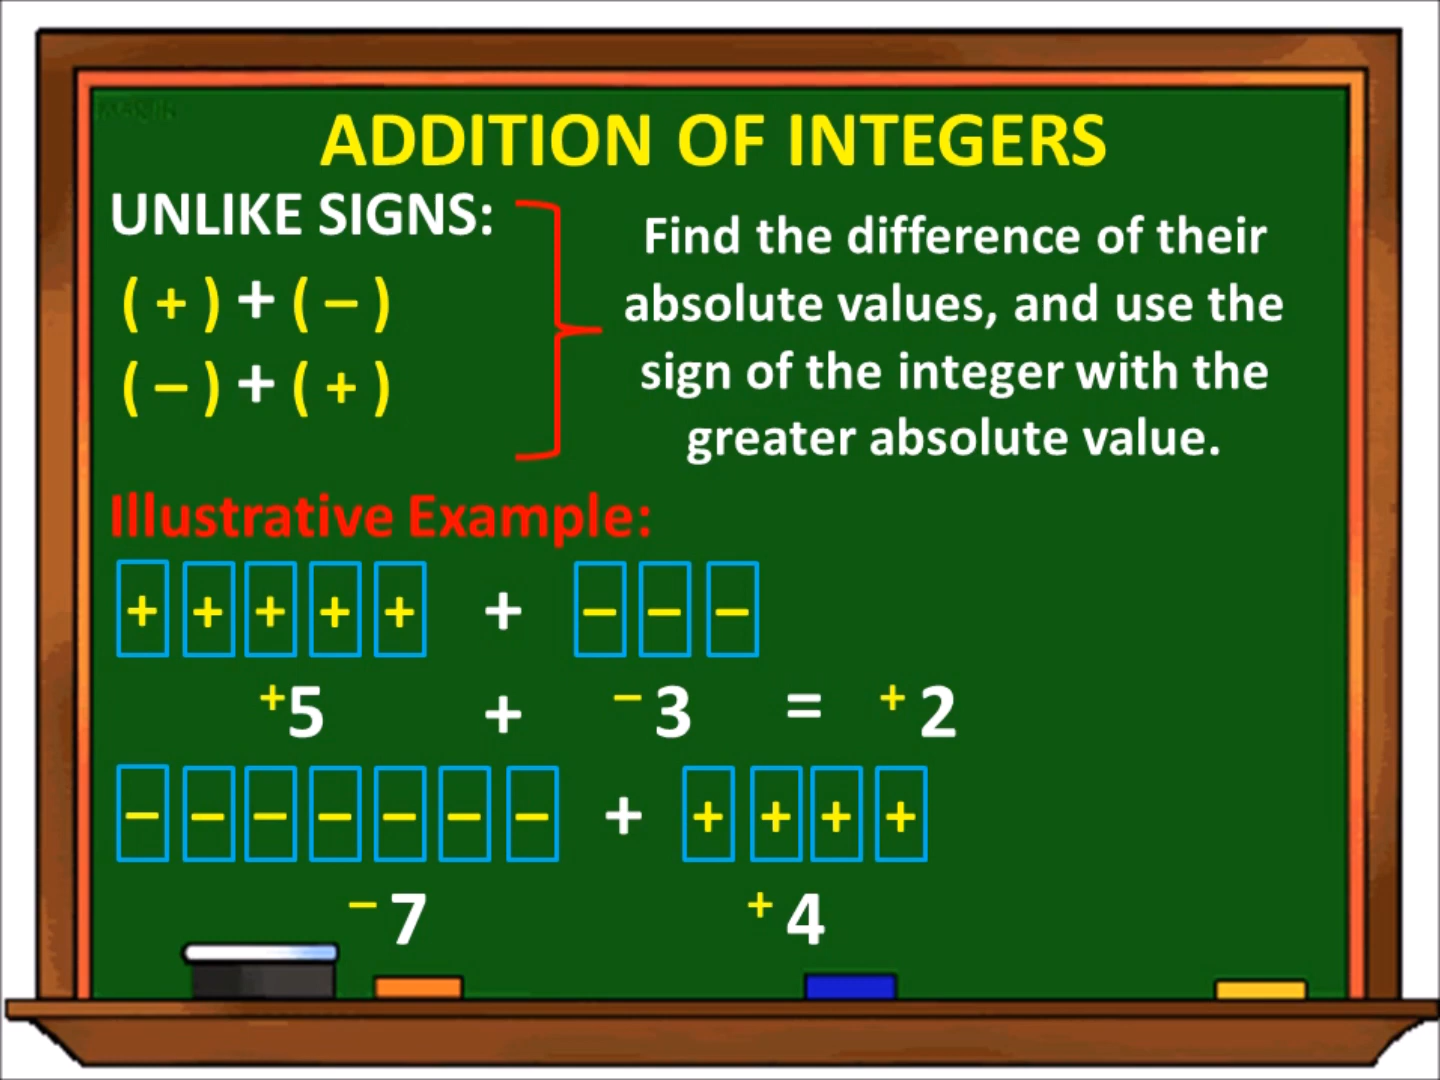 ADDITION OF INTEGERS
UNLIKE SIGNS:
( + ) + ( – )
( – ) + ( + )
Find the difference of their
absolute values, and use the
sign of the integer with the
greater absolute value.
Illustrative Example:
+ + + + + + – – –
+5 + –3 = +2
– – – – – – – + + + + +
–7 +4